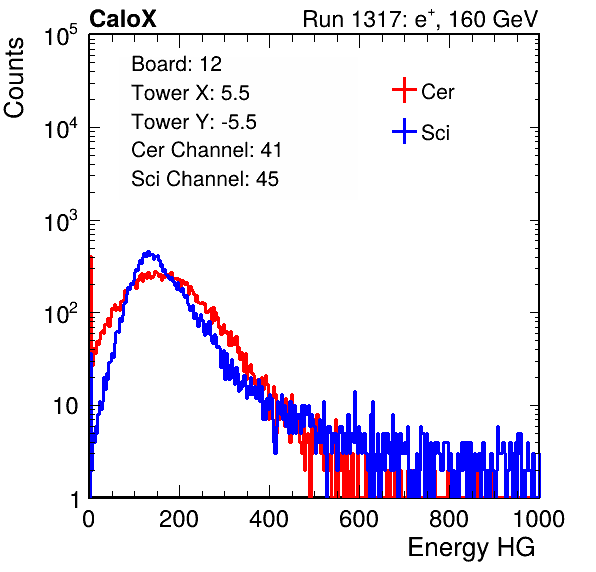 CaloX Run 1317: e⁺, 160 GeV
Counts
10⁵
10⁴
10³
10²
10
1
Board: 12
Tower X: 5.5
Tower Y: -5.5
Cer Channel: 41
Sci Channel: 45
Cer
Sci
0 200 400 600 800 1000
Energy HG